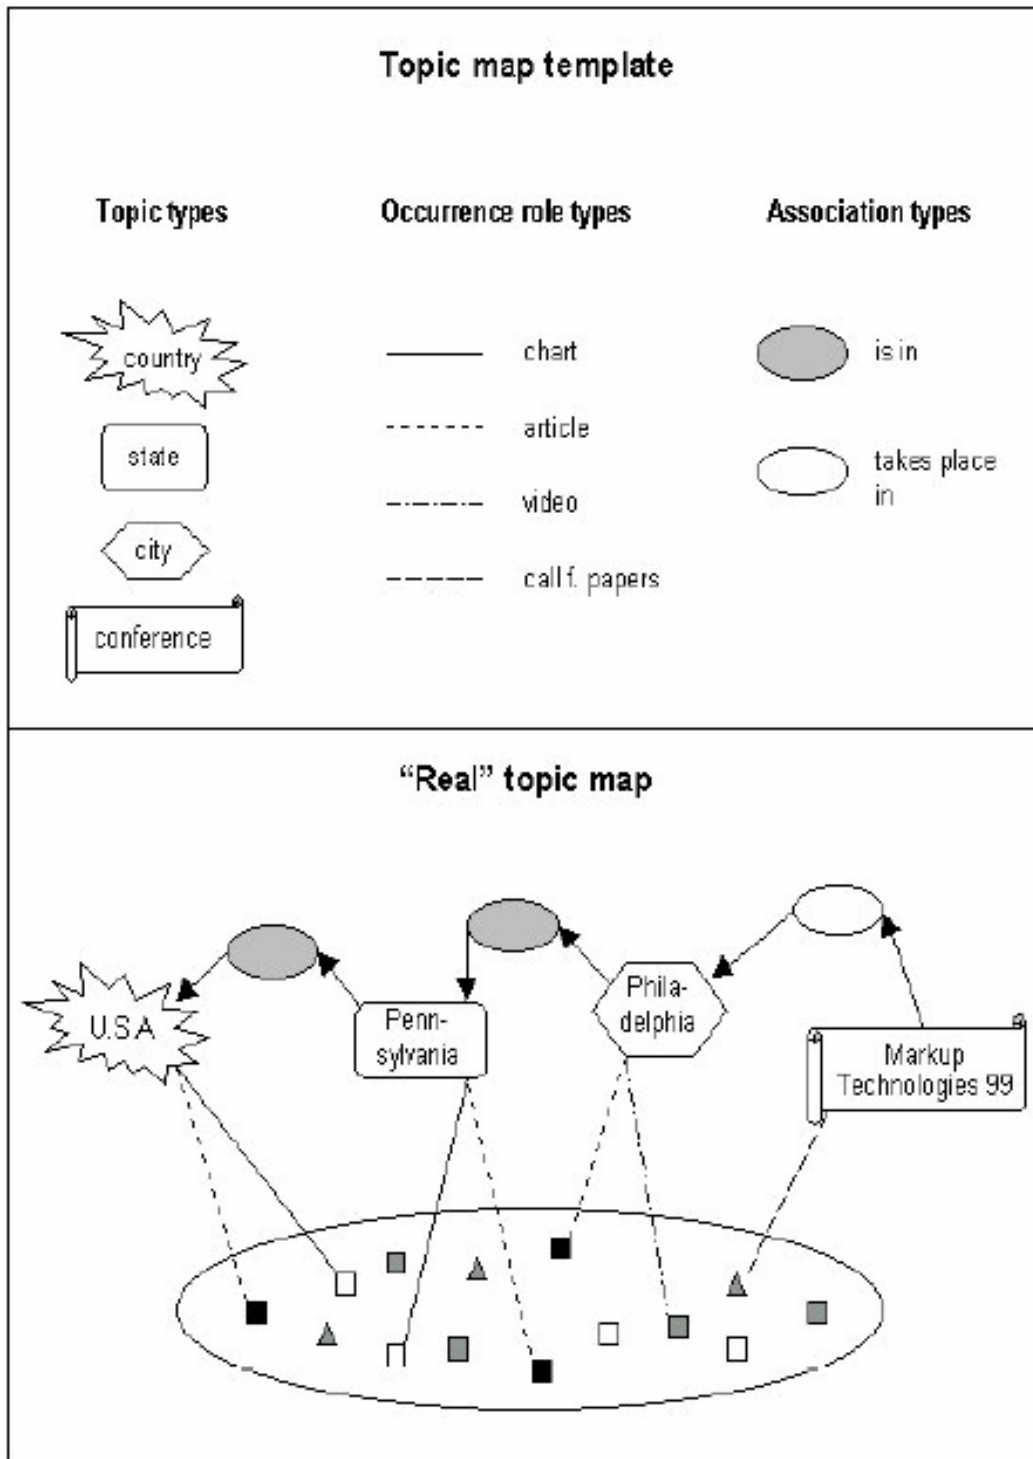 Topic map template
Topic types
Occurrence role types
Association types
country
state
city
conference
chart
article
video
call f. papers
is in
takes place
in
“Real” topic map
U.S.A
Penn-
sylvania
Phila-
delphia
Markup
Technologies 99